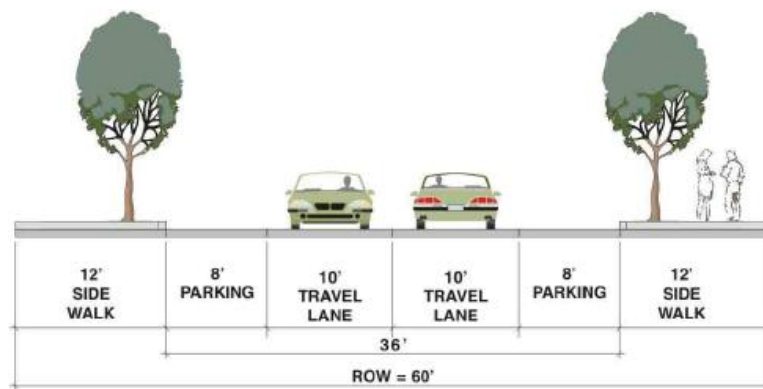 12'
SIDE
WALK
8'
PARKING
10'
TRAVEL
LANE
10'
TRAVEL
LANE
8'
PARKING
12'
SIDE
WALK
36'
ROW = 60'